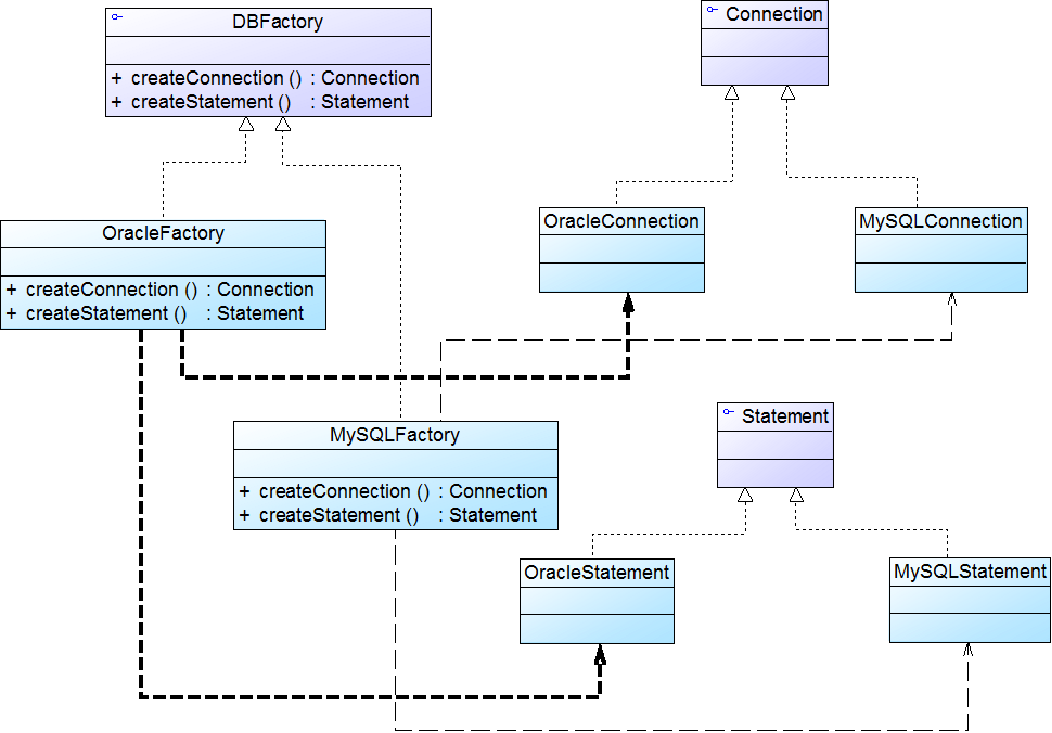 DBFactory
+ createConnection () : Connection
+ createStatement () : Statement
Connection
OracleFactory
+ createConnection () : Connection
+ createStatement () : Statement
OracleConnection
MySQLConnection
MySQLFactory
+ createConnection () : Connection
+ createStatement () : Statement
Statement
OracleStatement
MySQLStatement